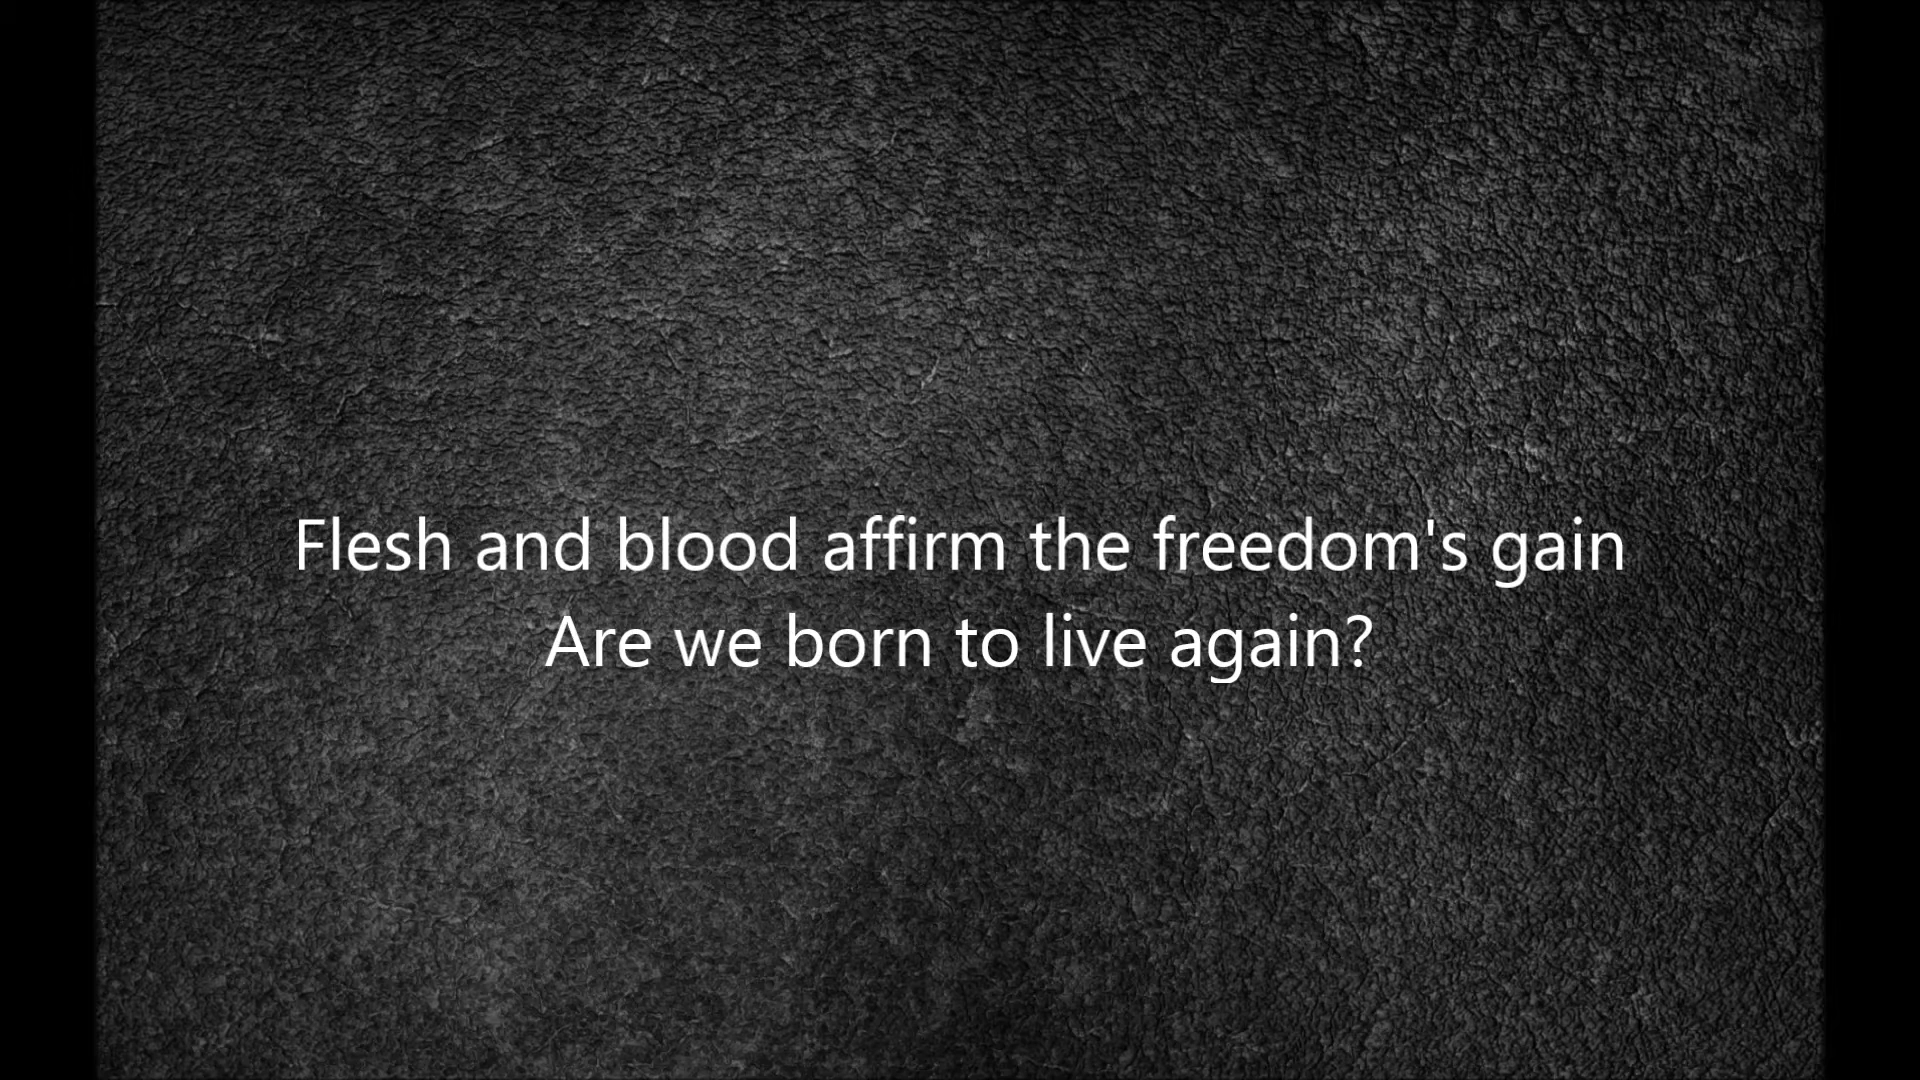 Flesh and blood affirm the freedom's gain
Are we born to live again?